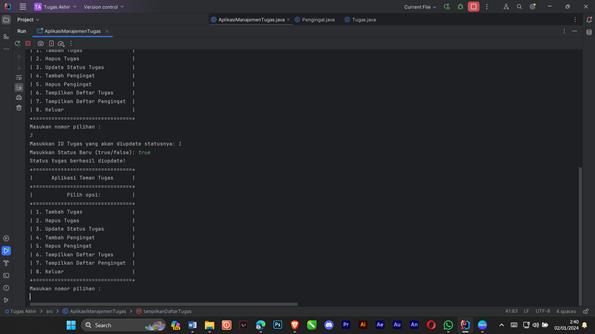 TA Tugas Akhir
Version control
Current File
Project
AplikasiManajemenTugas.java
Pengingat.java
Tugas.java
Run
AplikasiManajemenTugas
| 1. Tambah Tugas |
| 2. Hapus Tugas |
| 3. Update Status Tugas |
| 4. Tambah Pengingat |
| 5. Hapus Pengingat |
| 6. Tampilkan Daftar Tugas |
| 7. Tampilkan Daftar Pengingat |
| 8. Keluar |
+==============================+
Masukan nomor pilihan :
3
Masukkan ID Tugas yang akan diupdate statusnya: 1
Masukkan Status Baru (true/false): true
Status tugas berhasil diupdate!
+==============================+
| Aplikasi Teman Tugas |
+==============================+
| Pilih opsi: |
+==============================+
| 1. Tambah Tugas |
| 2. Hapus Tugas |
| 3. Update Status Tugas |
| 4. Tambah Pengingat |
| 5. Hapus Pengingat |
| 6. Tampilkan Daftar Tugas |
| 7. Tampilkan Daftar Pengingat |
| 8. Keluar |
+==============================+
Masukan nomor pilihan :
Tugas Akhir > src > AplikasiManajemenTugas > tampilkanDaftarTugas
41:83 LF UTF-8 4 spaces
Search
2:40
02/01/2024